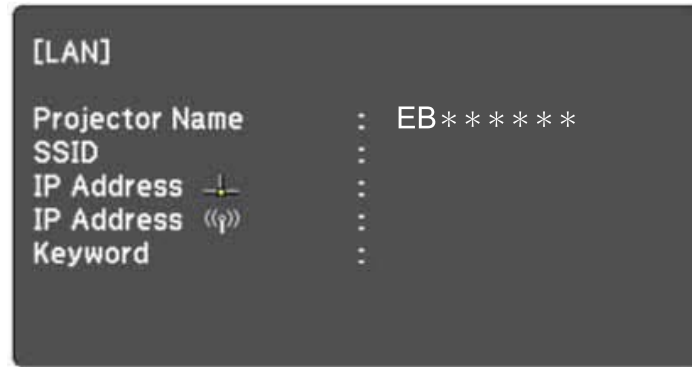 [LAN]
Projector Name : EB＊＊＊＊＊＊
SSID :
IP Address :
IP Address :
Keyword :